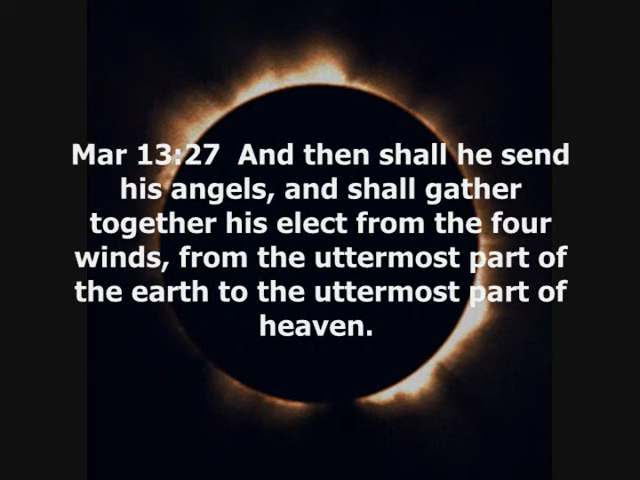 Mar 13:27  And then shall he send
his angels, and shall gather
together his elect from the four
winds, from the uttermost part of
the earth to the uttermost part of
heaven.